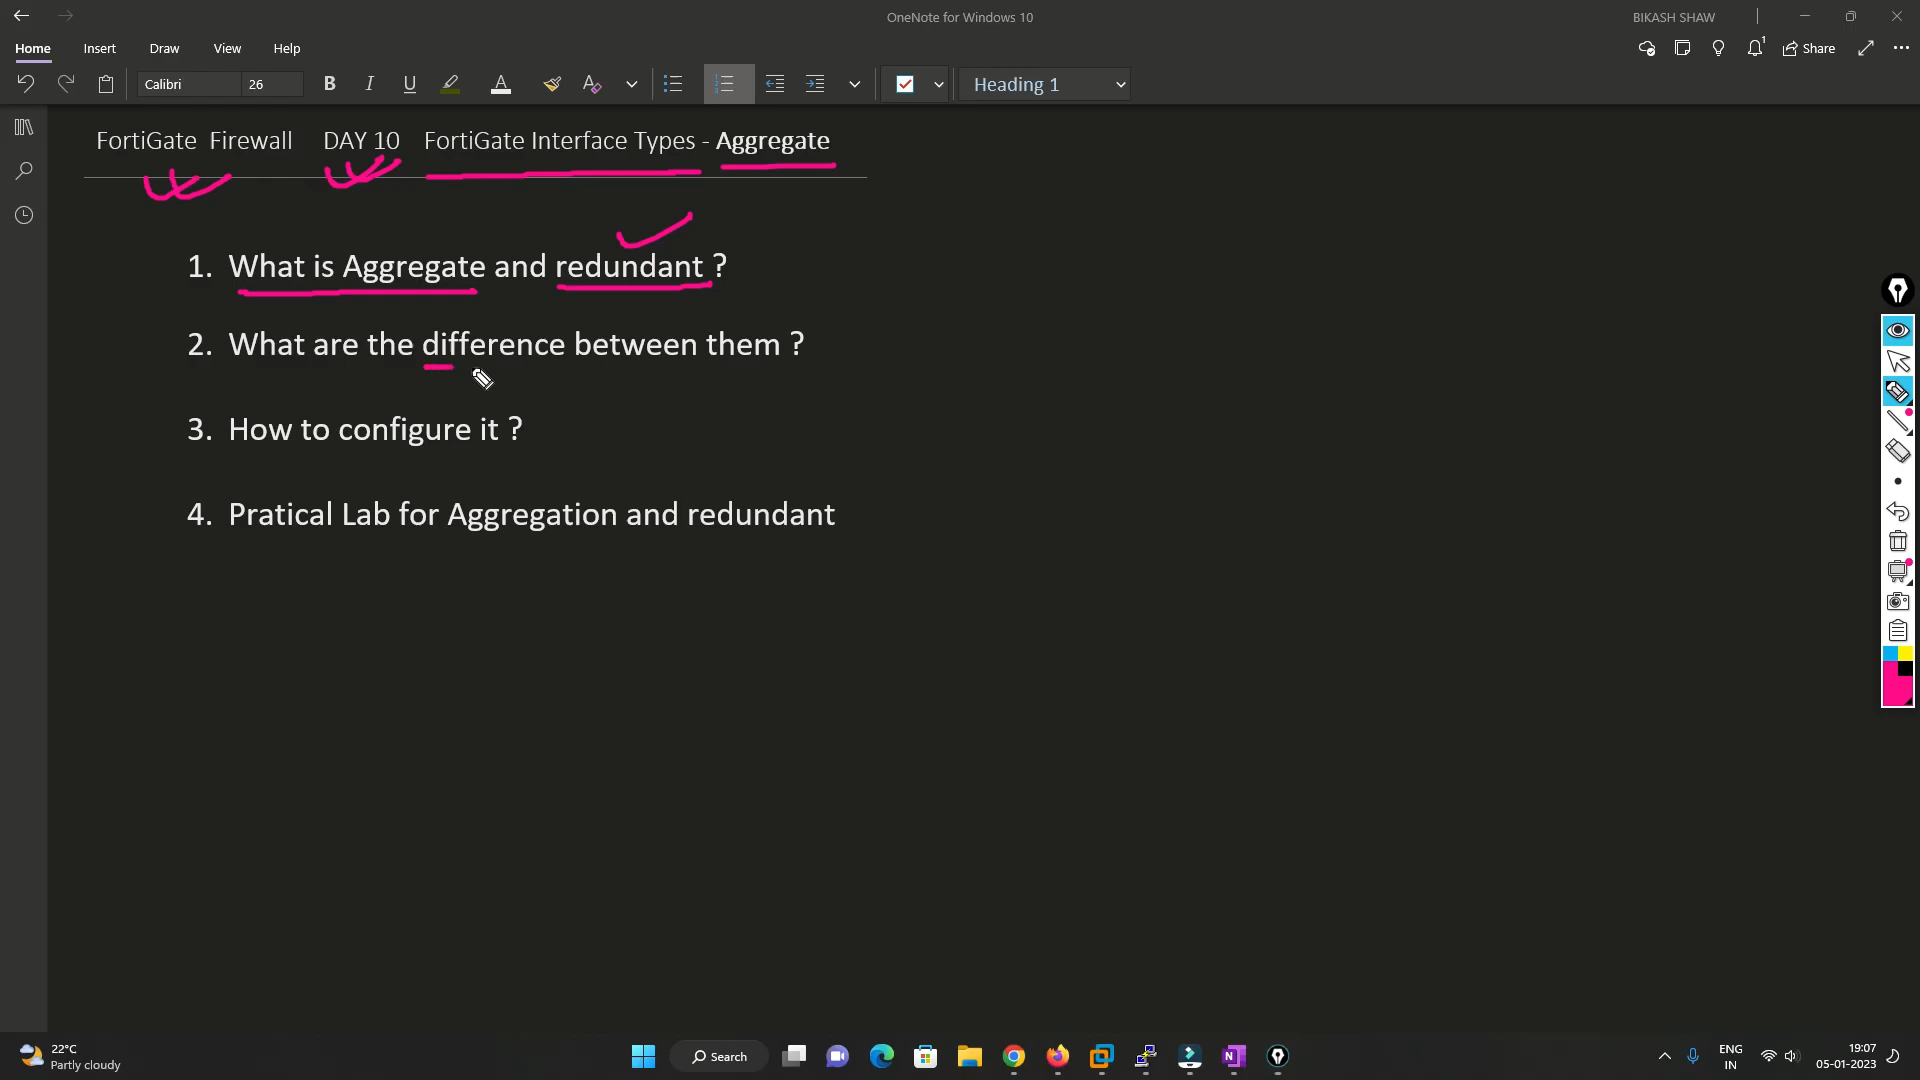 OneNote for Windows 10
BIKASH SHAW
Home Insert Draw View Help
1
Share
Calibri 26 B I U A A Heading 1
FortiGate Firewall DAY 10 FortiGate Interface Types - Aggregate
1. What is Aggregate and redundant ?
2. What are the difference between them ?
3. How to configure it ?
4. Pratical Lab for Aggregation and redundant
22°C
Partly cloudy
Search
ENG
IN
19:07
05-01-2023